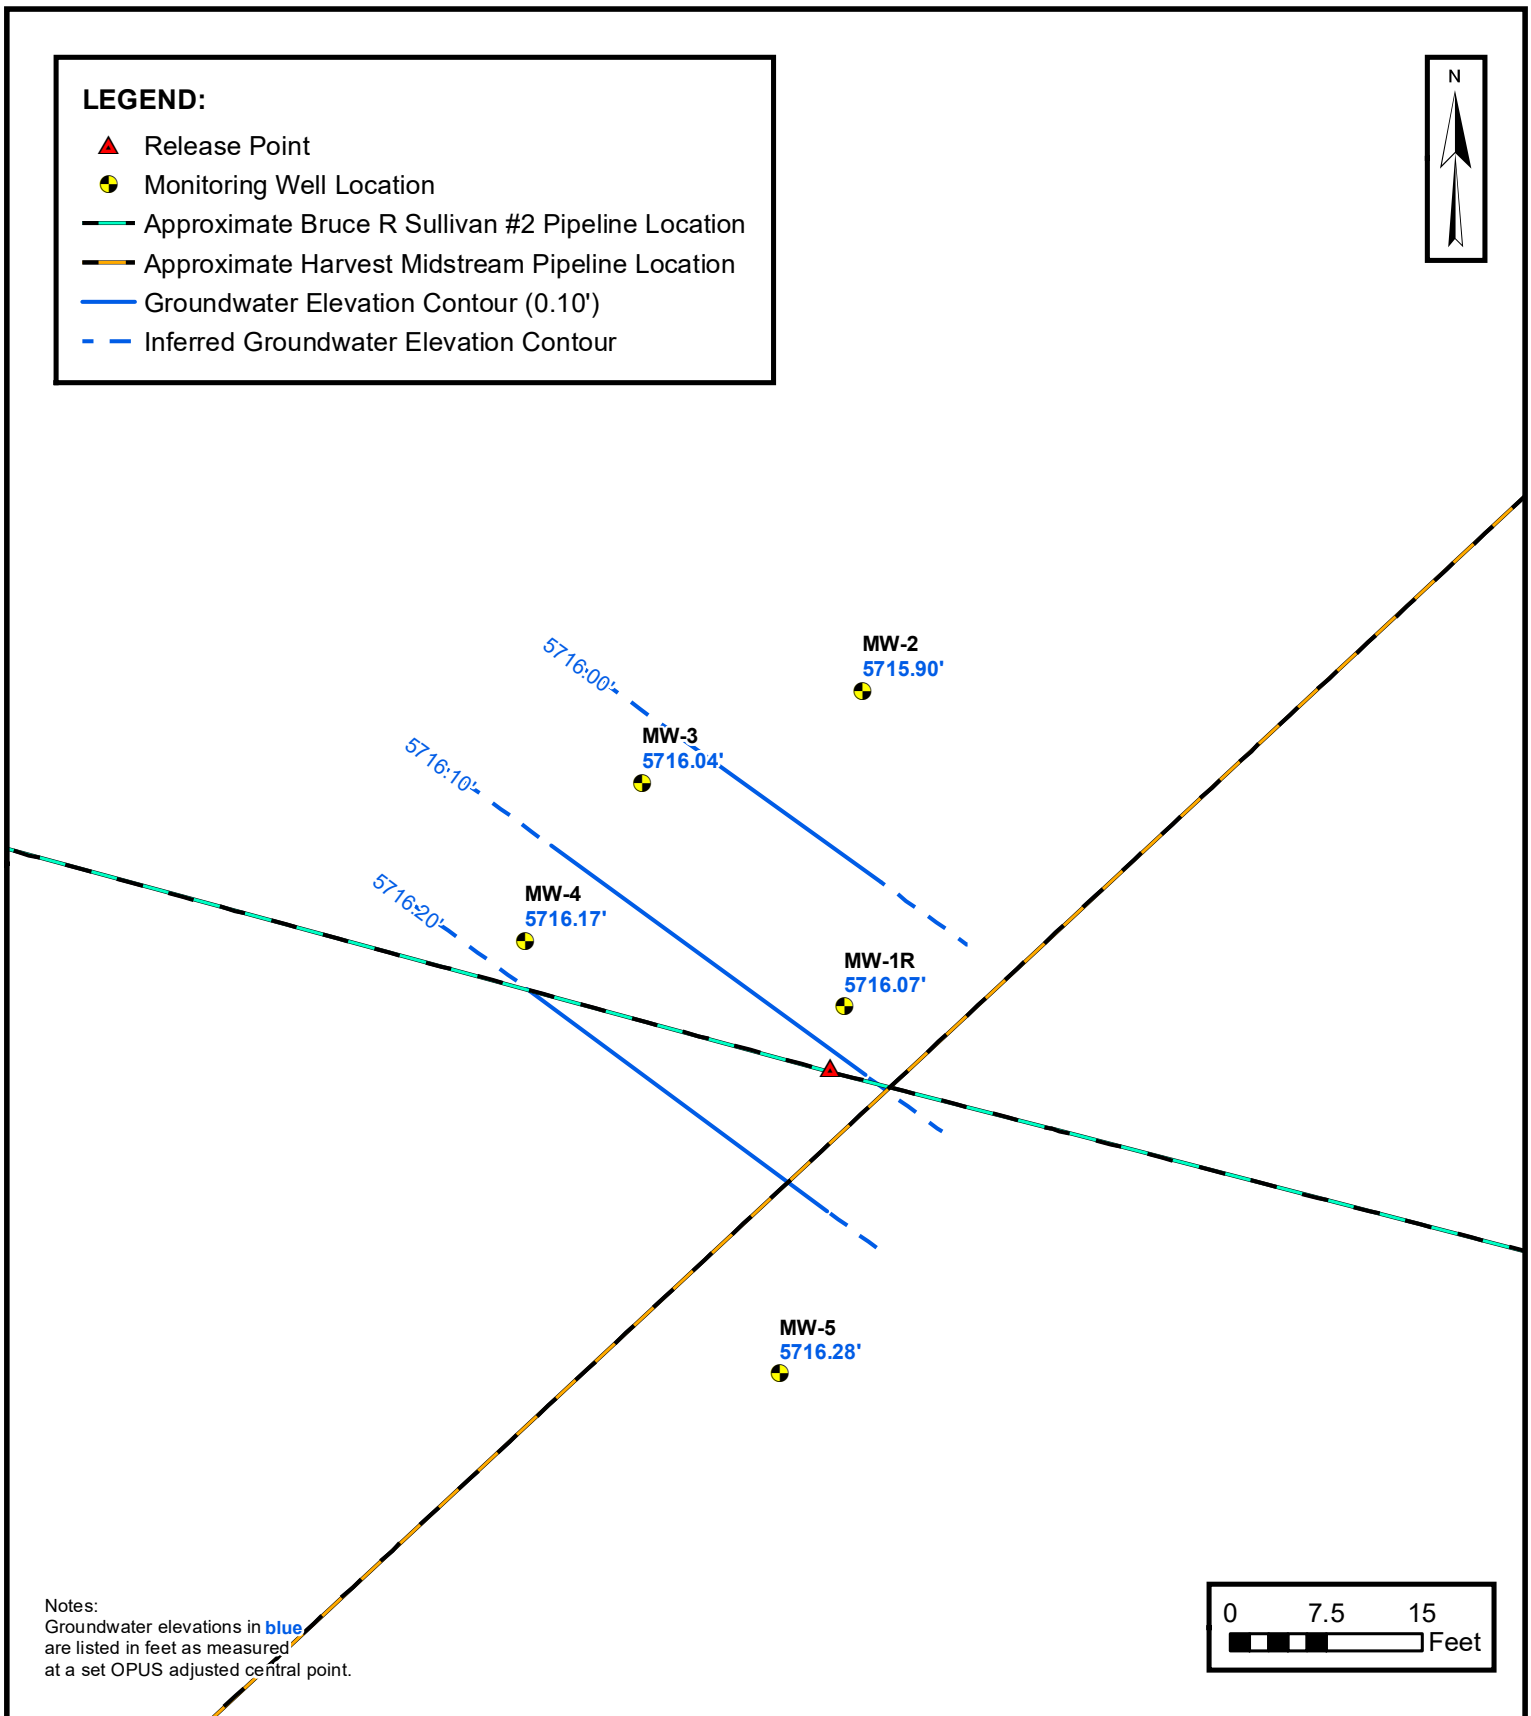 LEGEND:
Release Point
Monitoring Well Location
Approximate Bruce R Sullivan #2 Pipeline Location
Approximate Harvest Midstream Pipeline Location
Groundwater Elevation Contour (0.10')
Inferred Groundwater Elevation Contour
N
MW-2
5715.90'
5716.00'
MW-3
5716.04'
5716.10'
5716.20'
MW-4
5716.17'
MW-1R
5716.07'
MW-5
5716.28'
Notes:
Groundwater elevations in blue
are listed in feet as measured
at a set OPUS adjusted central point.
0 7.5 15
Feet